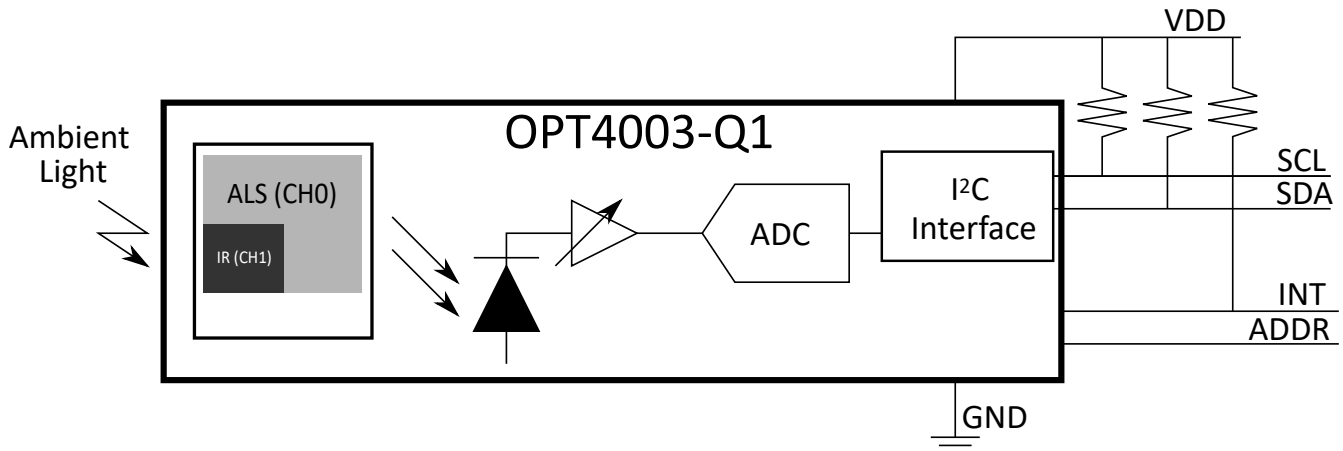 VDD
OPT4003-Q1
Ambient
Light
ALS (CH0)
IR (CH1)
ADC
I²C
Interface
SCL
SDA
INT
ADDR
GND